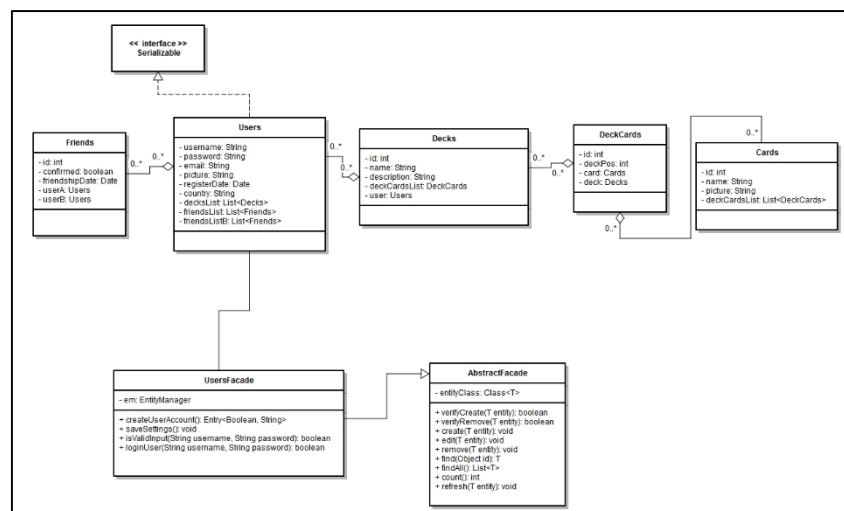 << interface >>
Serializable
Friends
- id: int
- confirmed: boolean
- friendshipDate: Date
- userA: Users
- userB: Users
0..*
0..*
Users
- username: String
- password: String
- email: String
- picture: String
- registerDate: Date
- country: String
- decksList: List<Decks>
- friendsList: List<Friends>
- friendsListB: List<Friends>
0..*
0..*
Decks
- id: int
- name: String
- description: String
- deckCardsList: DeckCards
- user: Users
0..*
0..*
DeckCards
- id: int
- deckPos: int
- card: Cards
- deck: Decks
0..*
0..*
Cards
- id: int
- name: String
- picture: String
- deckCardsList: List<DeckCards>
UsersFacade
- em: EntityManager
+ createUserAccount(): Entry<Boolean, String>
+ saveSettings(): void
+ isValidInput(String username, String password): boolean
+ loginUser(String username, String password): boolean
AbstractFacade
- entityClass: Class<T>
+ verifyCreate(T entity): boolean
+ verifyRemove(T entity): boolean
+ create(T entity): void
+ edit(T entity): void
+ remove(T entity): void
+ find(Object id): T
+ findAll(): List<T>
+ count(): int
+ refresh(T entity): void